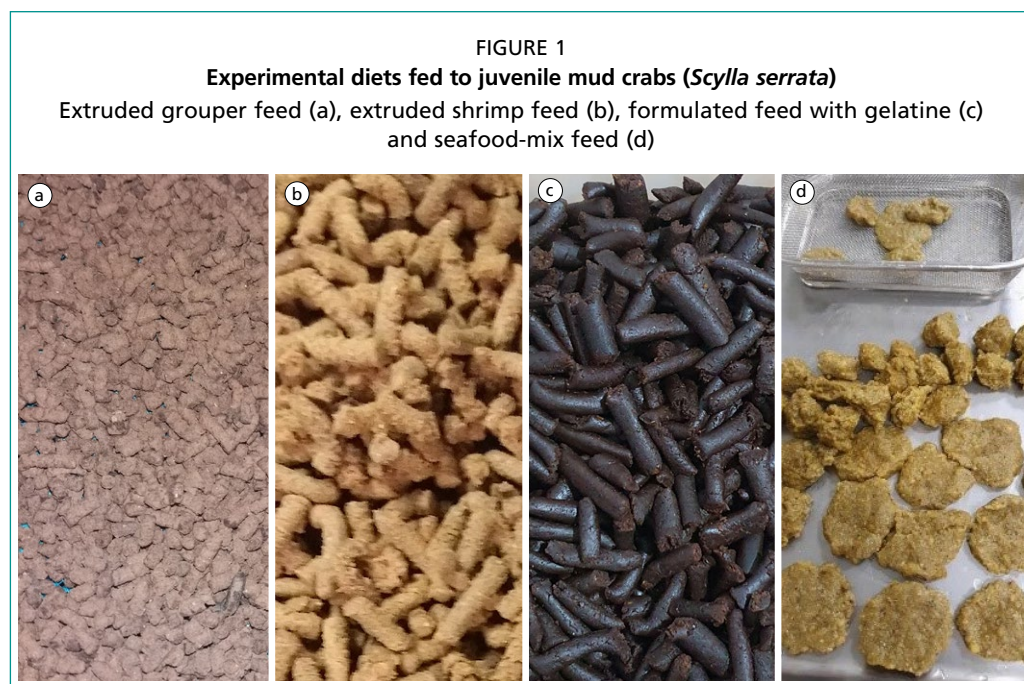 FIGURE 1
Experimental diets fed to juvenile mud crabs (Scylla serrata)
Extruded grouper feed (a), extruded shrimp feed (b), formulated feed with gelatine (c)
and seafood-mix feed (d)
a
b
c
d